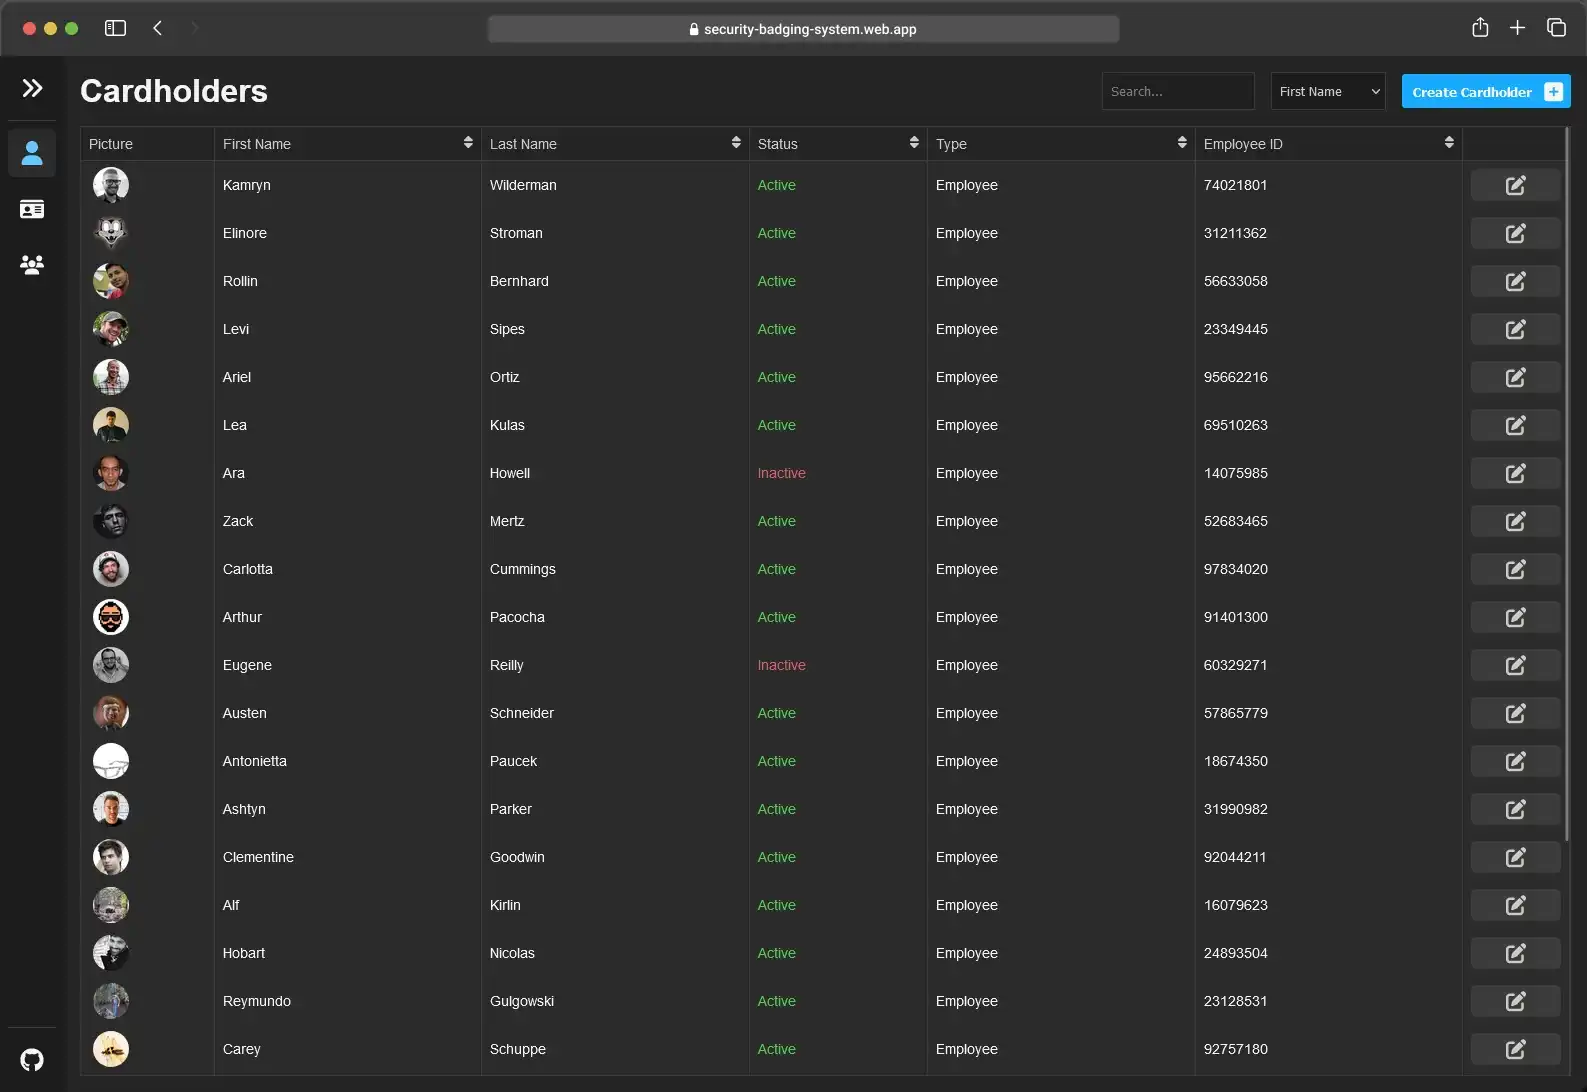 security-badging-system.web.app
Cardholders
Search...
First Name
Create Cardholder
Picture First Name Last Name Status Type Employee ID
Kamryn Wilderman Active Employee 74021801
Elinore Stroman Active Employee 31211362
Rollin Bernhard Active Employee 56633058
Levi Sipes Active Employee 23349445
Ariel Ortiz Active Employee 95662216
Lea Kulas Active Employee 69510263
Ara Howell Inactive Employee 14075985
Zack Mertz Active Employee 52683465
Carlotta Cummings Active Employee 97834020
Arthur Pacocha Active Employee 91401300
Eugene Reilly Inactive Employee 60329271
Austen Schneider Active Employee 57865779
Antonietta Paucek Active Employee 18674350
Ashtyn Parker Active Employee 31990982
Clementine Goodwin Active Employee 92044211
Alf Kirlin Active Employee 16079623
Hobart Nicolas Active Employee 24893504
Reymundo Gulgowski Active Employee 23128531
Carey Schuppe Active Employee 92757180